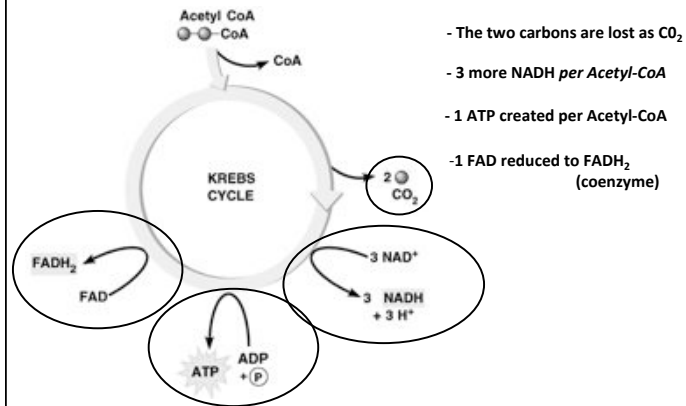 Acetyl CoA
CoA
CoA
KREBS
CYCLE
2
CO₂
3 NAD⁺
3 NADH
+ 3 H⁺
ADP
+ P
ATP
FAD
FADH₂
- The two carbons are lost as C0₂
- 3 more NADH per Acetyl-CoA
- 1 ATP created per Acetyl-CoA
-1 FAD reduced to FADH₂
(coenzyme)